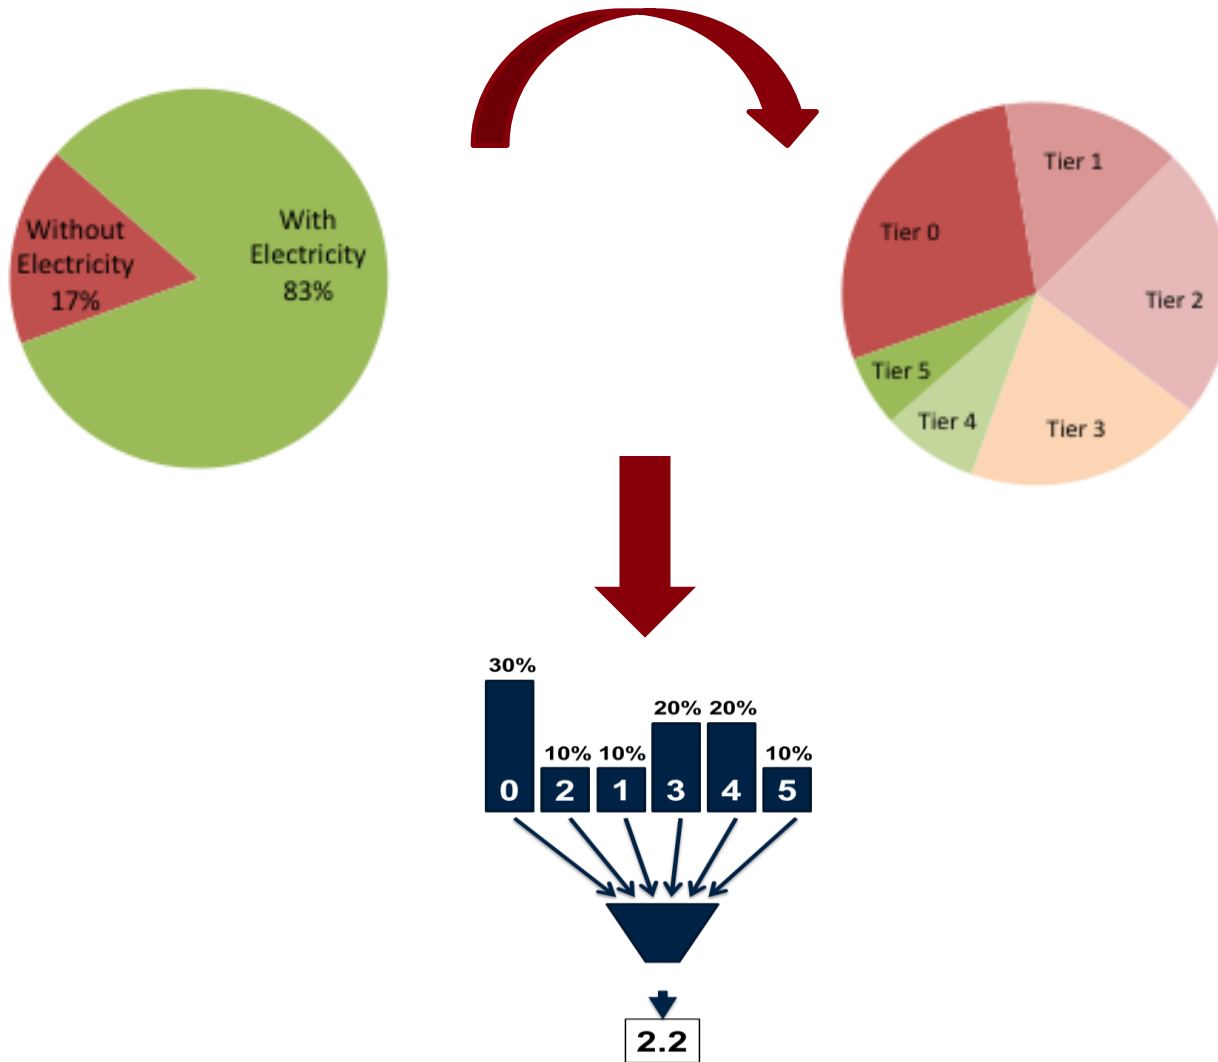 Without
Electricity
17%
With
Electricity
83%
Tier 0
Tier 1
Tier 2
Tier 3
Tier 4
Tier 5
30%
10%
10%
20%
20%
10%
0
2
1
3
4
5
2.2